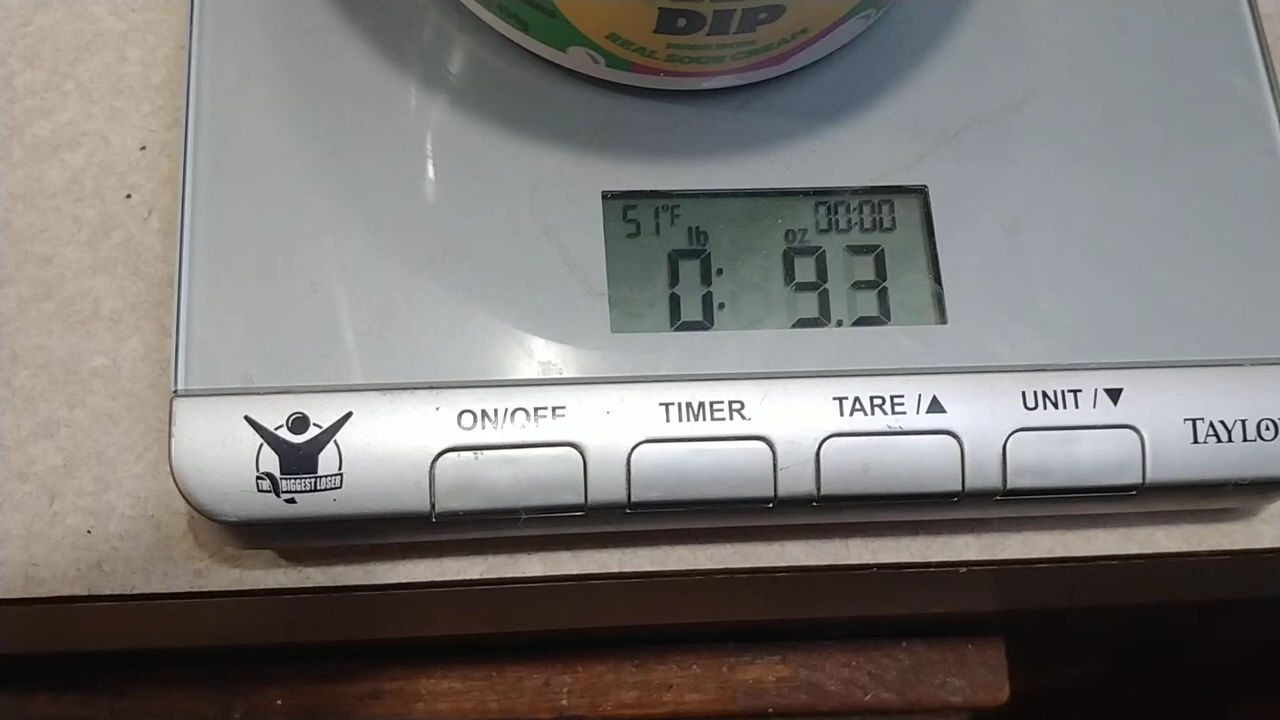 DIP
REAL SOUR CREAM
51°F 00:00
lb oz
0: 9.3
ON/OFF TIMER TARE /▲ UNIT /▼
THE BIGGEST LOSER
TAYLO